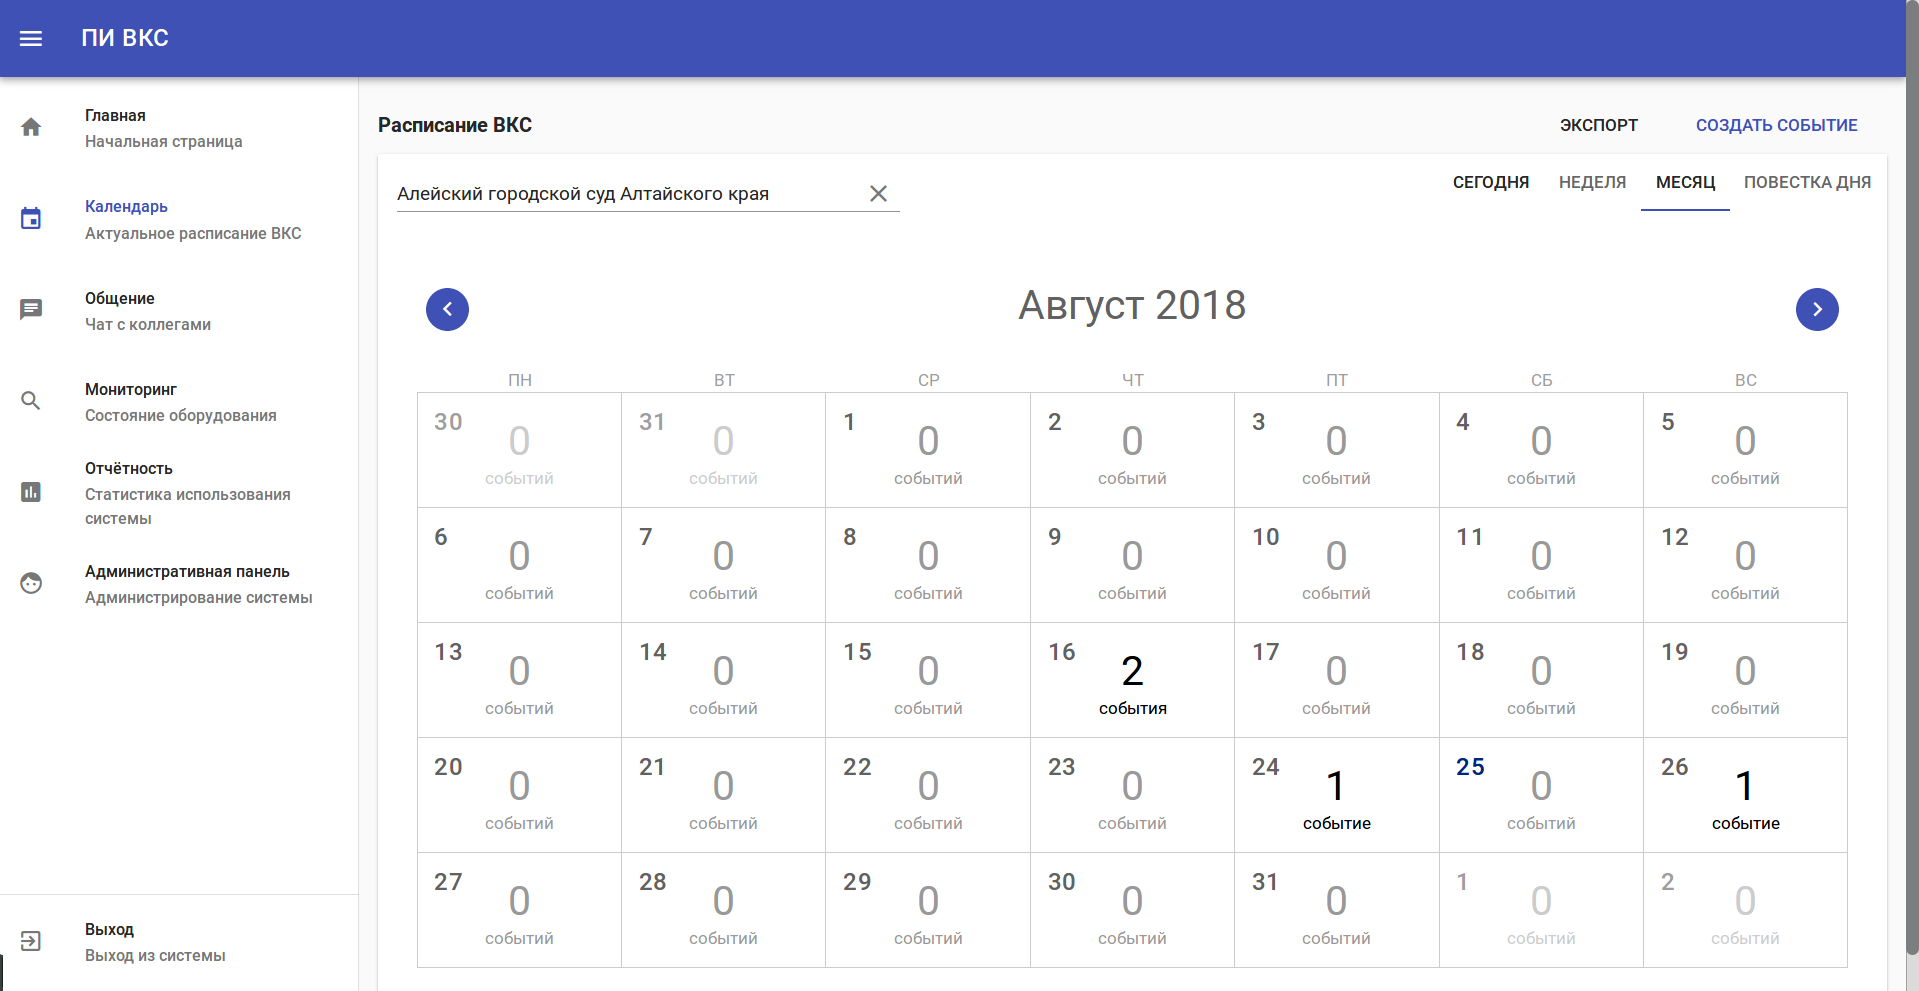 ПИ ВКС
Главная
Начальная страница
Календарь
Актуальное расписание ВКС
Общение
Чат с коллегами
Мониторинг
Состояние оборудования
Отчётность
Статистика использования
системы
Административная панель
Администрирование системы
Выход
Выход из системы
Расписание ВКС
ЭКСПОРТ
СОЗДАТЬ СОБЫТИЕ
Алейский городской суд Алтайского края
СЕГОДНЯ НЕДЕЛЯ МЕСЯЦ ПОВЕСТКА ДНЯ
Август 2018
ПН ВТ СР ЧТ ПТ СБ ВС
30 0 31 0 1 0 2 0 3 0 4 0 5 0
событий событий событий событий событий событий событий
6 0 7 0 8 0 9 0 10 0 11 0 12 0
событий событий событий событий событий событий событий
13 0 14 0 15 0 16 2 17 0 18 0 19 0
событий событий событий события событий событий событий
20 0 21 0 22 0 23 0 24 1 25 0 26 1
событий событий событий событий событие событий событие
27 0 28 0 29 0 30 0 31 0 1 0 2 0
событий событий событий событий событий событий событий